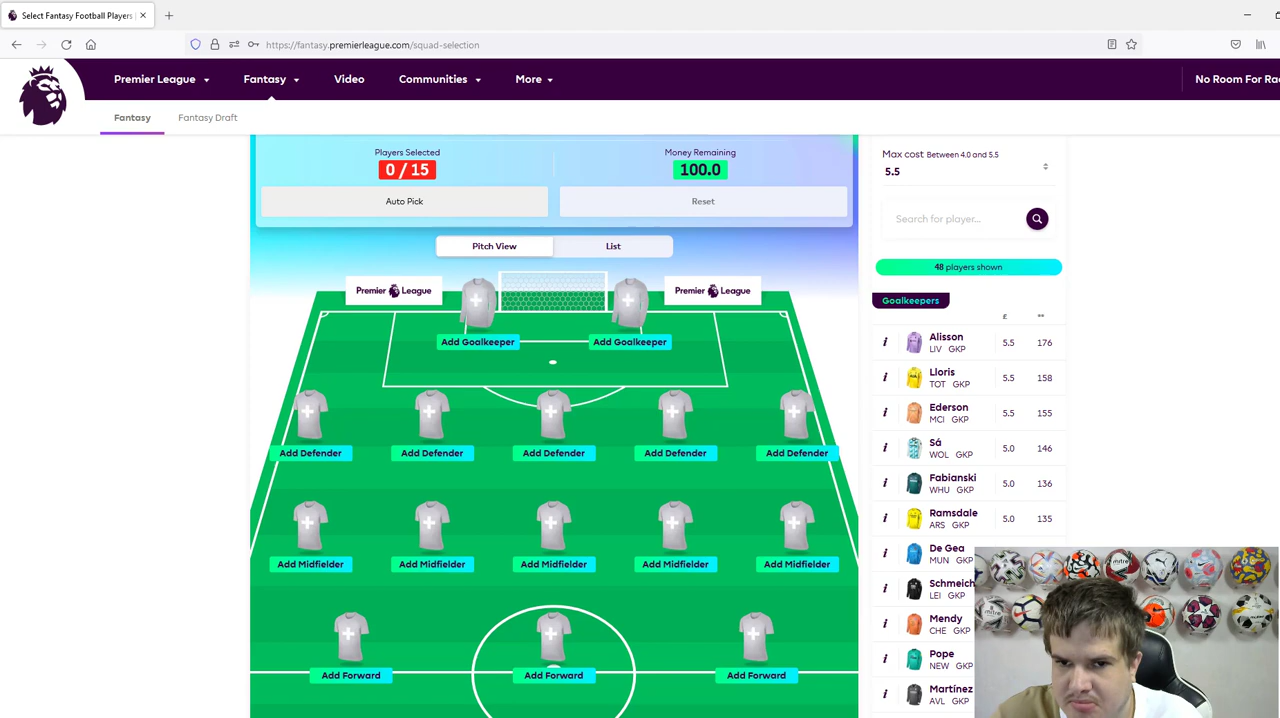 Select Fantasy Football Players |
https://fantasy.premierleague.com/squad-selection
Premier League Fantasy Video Communities More No Room For
Fantasy Fantasy Draft
Players Selected
0 / 15
Money Remaining
100.0
Auto Pick Reset
Pitch View List
Premier League Premier League
Add Goalkeeper Add Goalkeeper
Add Defender Add Defender Add Defender Add Defender Add Defender
Add Midfielder Add Midfielder Add Midfielder Add Midfielder Add Midfielder
Add Forward Add Forward Add Forward
Max cost Between 4.0 and 5.5
5.5
Search for player...
48 players shown
Goalkeepers
£ **
Alisson
LIV GKP 5.5 176
Lloris
TOT GKP 5.5 158
Ederson
MCI GKP 5.5 155
Sá
WOL GKP 5.0 146
Fabianski
WHU GKP 5.0 136
Ramsdale
ARS GKP 5.0 135
De Gea
MUN GKP
Schmeich
LEI GKP
Mendy
CHE GKP
Pope
NEW GKP
Martínez
AVL GKP
mitre
mitre